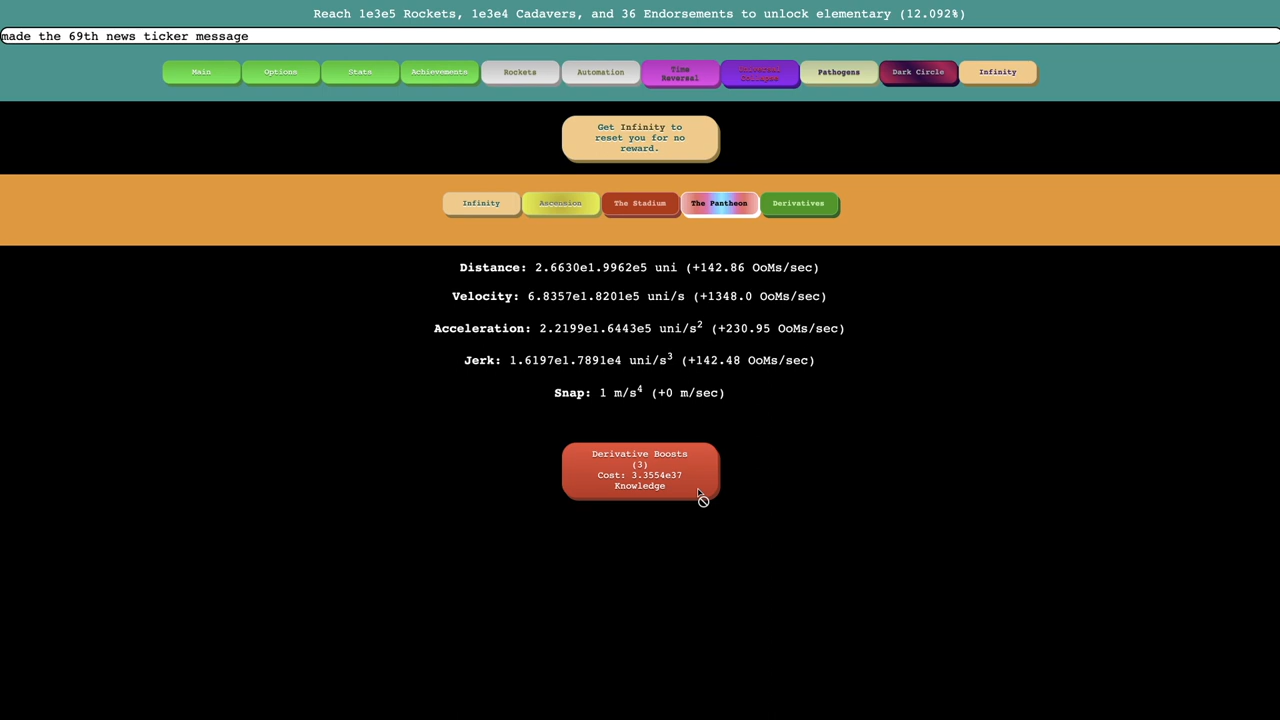 Reach 1e3e5 Rockets, 1e3e4 Cadavers, and 36 Endorsements to unlock elementary (12.092%)
made the 69th news ticker message
Main Options Stats Achievements Rockets Automation Time Reversal Universal Collapse Pathogens Dark Circle Infinity
Get Infinity to
reset you for no
reward.
Infinity Ascension The Stadium The Pantheon Derivatives
Distance: 2.6630e1.9962e5 uni (+142.86 OoMs/sec)
Velocity: 6.8357e1.8201e5 uni/s (+1348.0 OoMs/sec)
Acceleration: 2.2199e1.6443e5 uni/s2 (+230.95 OoMs/sec)
Jerk: 1.6197e1.7891e4 uni/s3 (+142.48 OoMs/sec)
Snap: 1 m/s4 (+0 m/sec)
Derivative Boosts
(3)
Cost: 3.3554e37
Knowledge